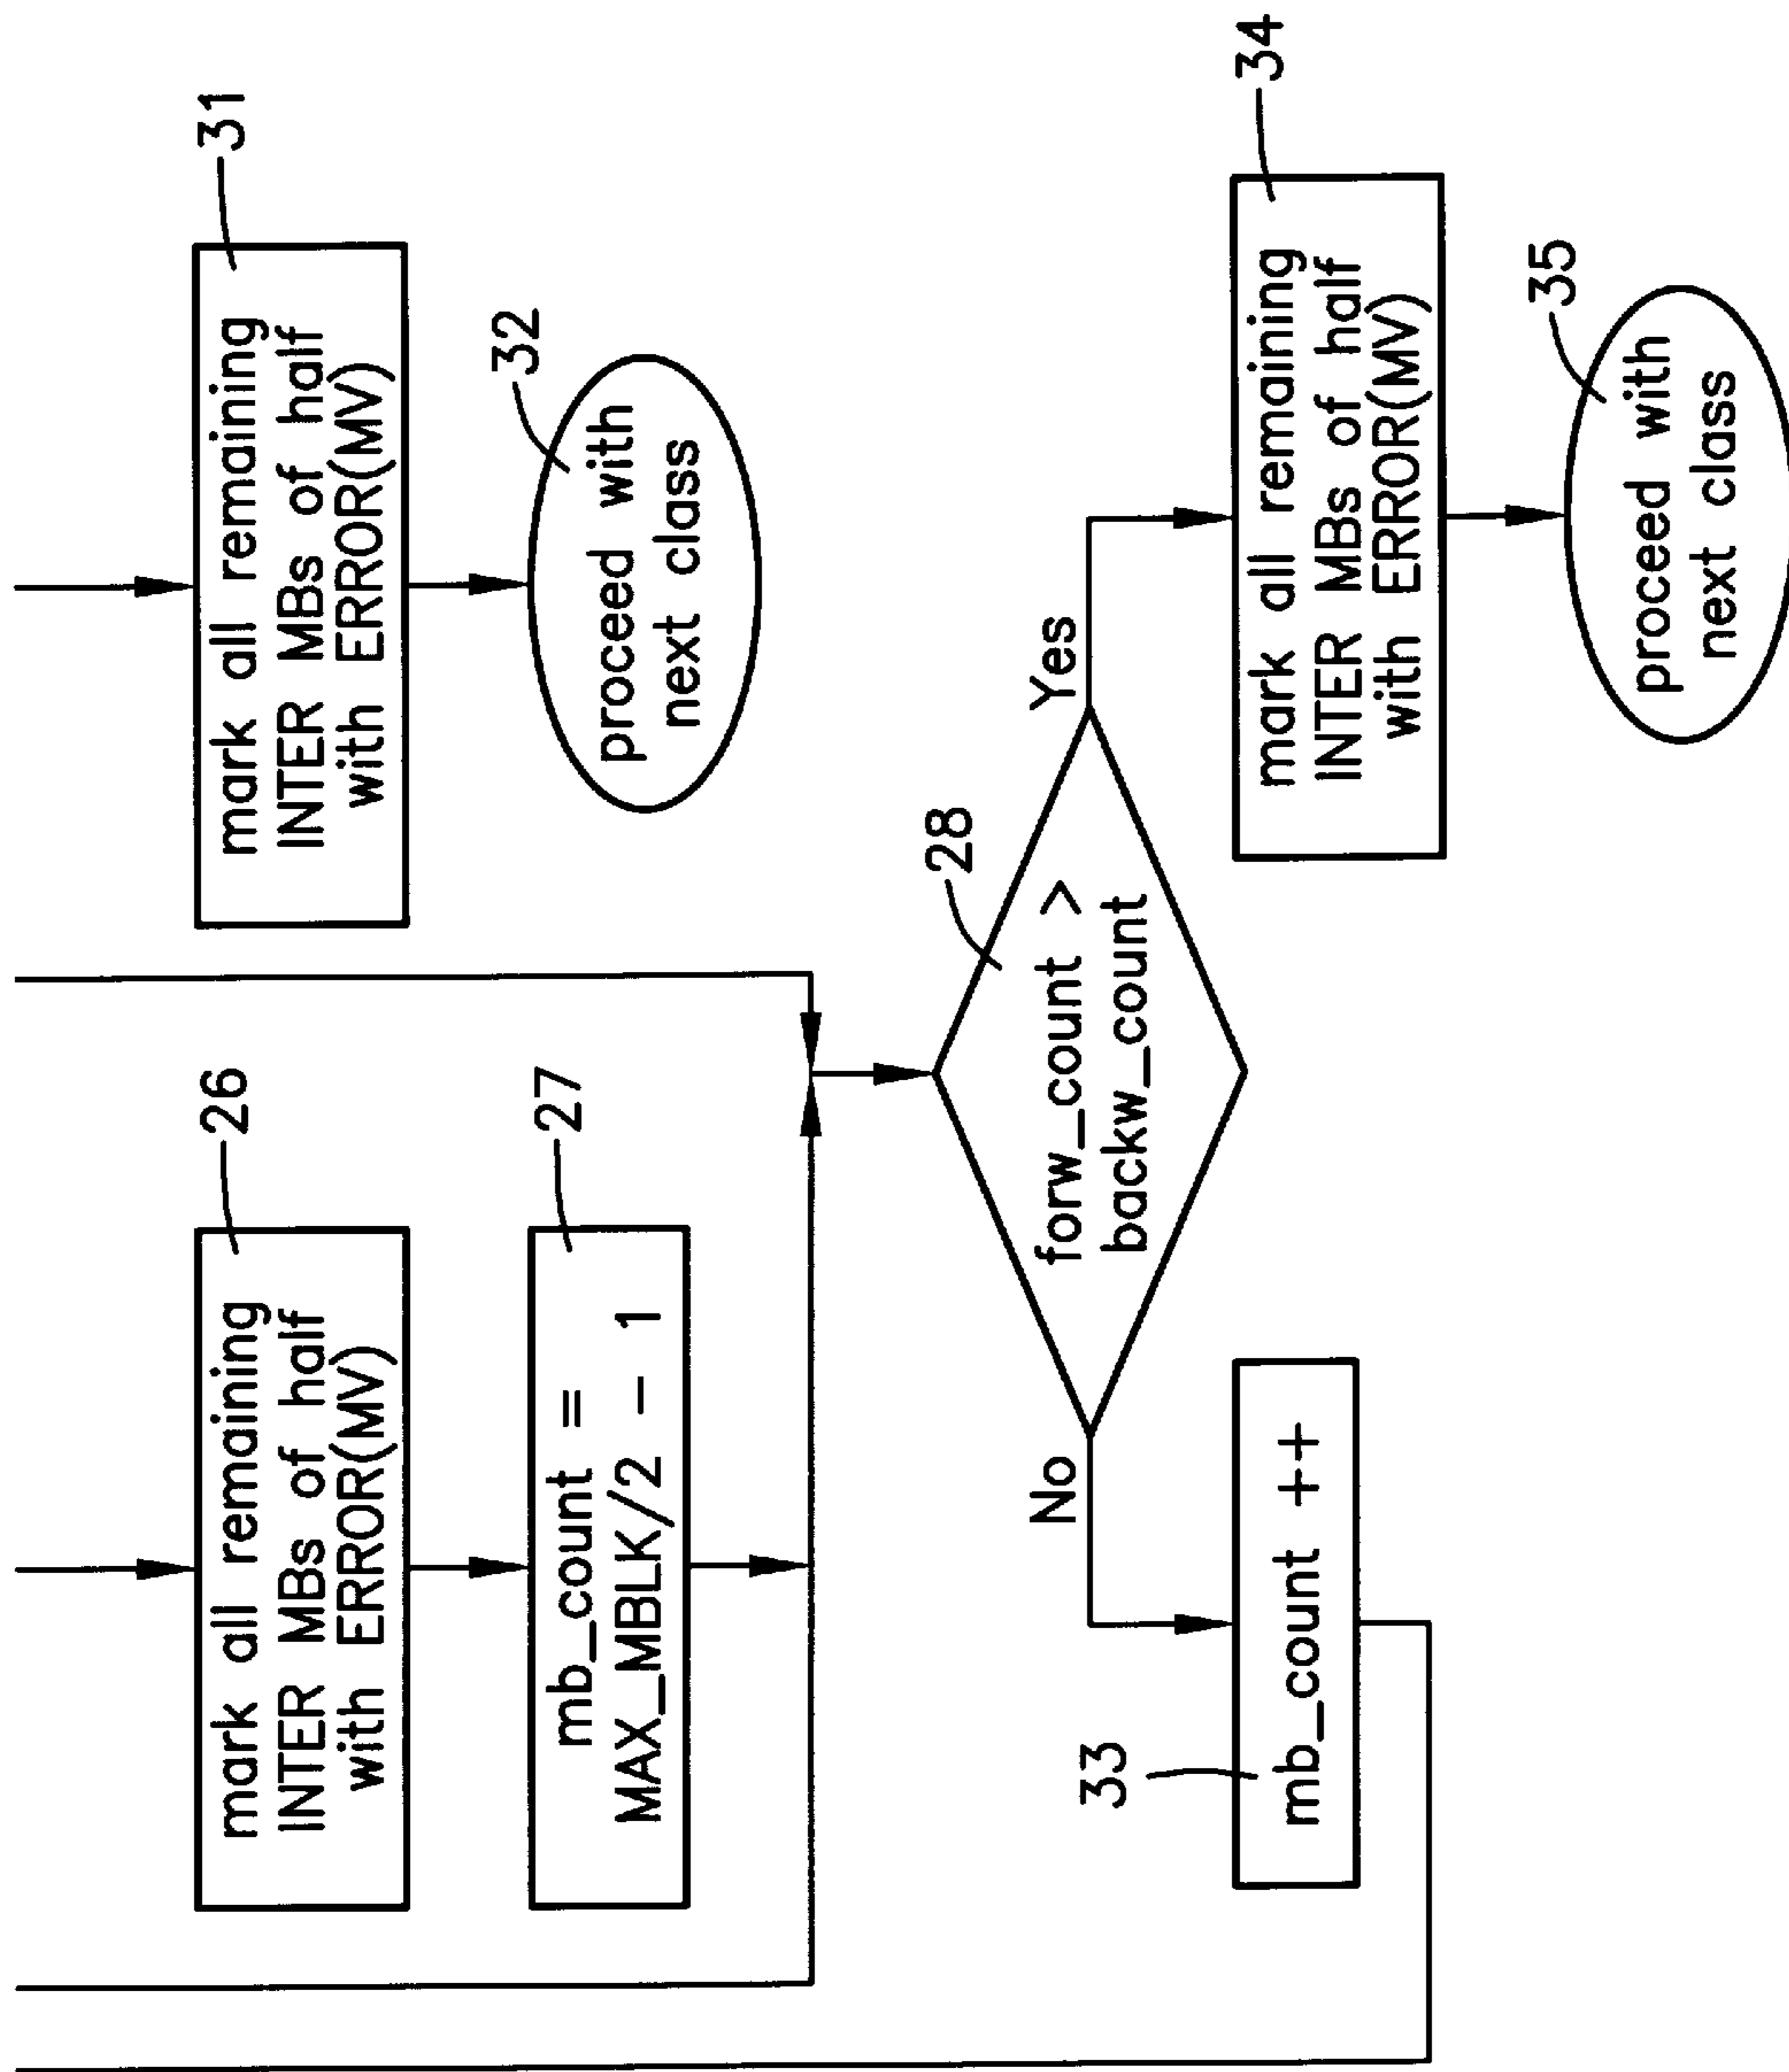 26
mark all remaining
INTER MBs of half
with ERROR(MV)
31
mark all remaining
INTER MBs of half
with ERROR(MV)
27
mb_count =
MAX_MBLK/2 - 1
32
proceed with
next class
28
forw_count >
backw_count
No
Yes
33
mb_count ++
34
mark all remaining
INTER MBs of half
with ERROR(MV)
35
proceed with
next class